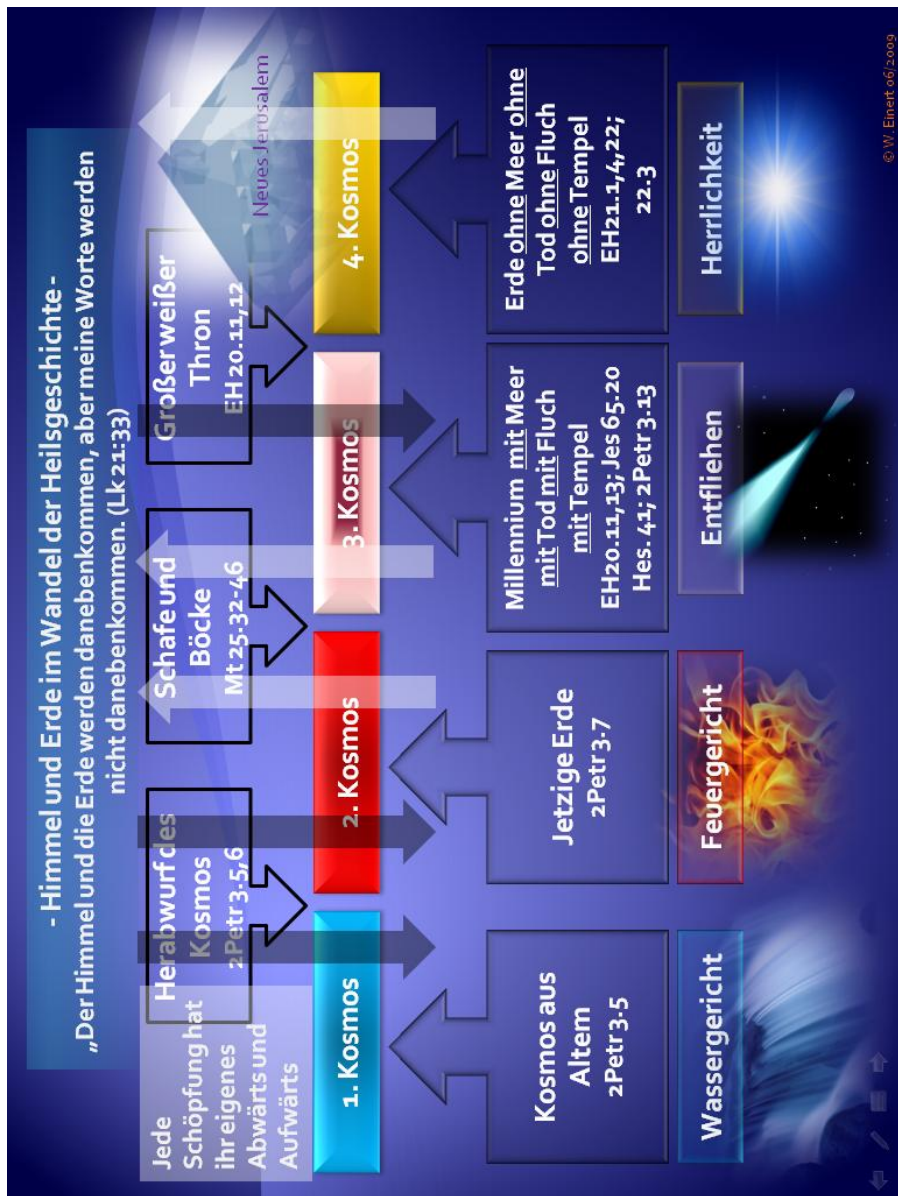 - Himmel und Erde im Wandel der Heilsgeschichte -
„Der Himmel und die Erde werden danebenkommen, aber meine Worte werden
nicht danebenkommen. (Lk 21:33)
Jede
Schöpfung hat
ihr eigenes
Abwärts und
Aufwärts
Herabwurf des
Kosmos
2Petr 3.5,6
Schafe und
Böcke
Mt 25.32-46
Großer weißer
Thron
EH 20.11,12
Neues Jerusalem
1. Kosmos
2. Kosmos
3. Kosmos
4. Kosmos
Kosmos aus
Altem
2Petr 3.5
Jetzige Erde
2Petr 3.7
Millennium mit Meer
mit Tod mit Fluch
mit Tempel
EH20.11,13; Jes 65.20
Hes. 41; 2Petr 3.13
Erde ohne Meer ohne
Tod ohne Fluch
ohne Tempel
EH21.1,4,22;
22.3
Wassergericht
Feuergericht
Entfliehen
Herrlichkeit
© W. Einert 06/2009